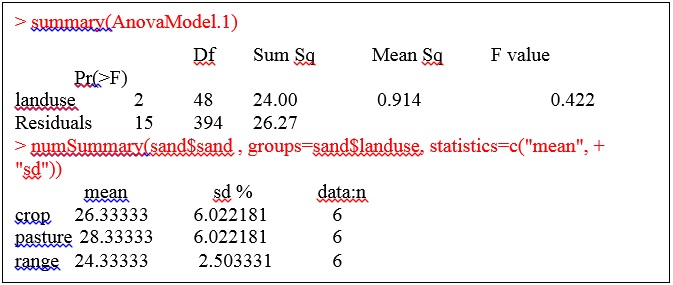 > summary(AnovaModel.1)
Df Sum Sq Mean Sq F value
Pr(>F)
landuse 2 48 24.00 0.914 0.422
Residuals 15 394 26.27
> numSummary(sand$sand , groups=sand$landuse, statistics=c("mean", +
"sd"))
mean sd % data:n
crop 26.33333 6.022181 6
pasture 28.33333 6.022181 6
range 24.33333 2.503331 6